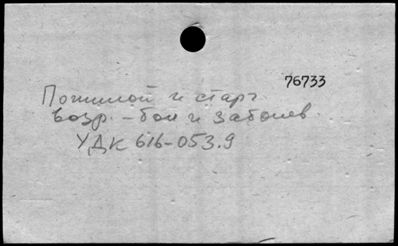 76733
Пожилой и старч.
возр. – бол и заболев.
УДК 616-053.9